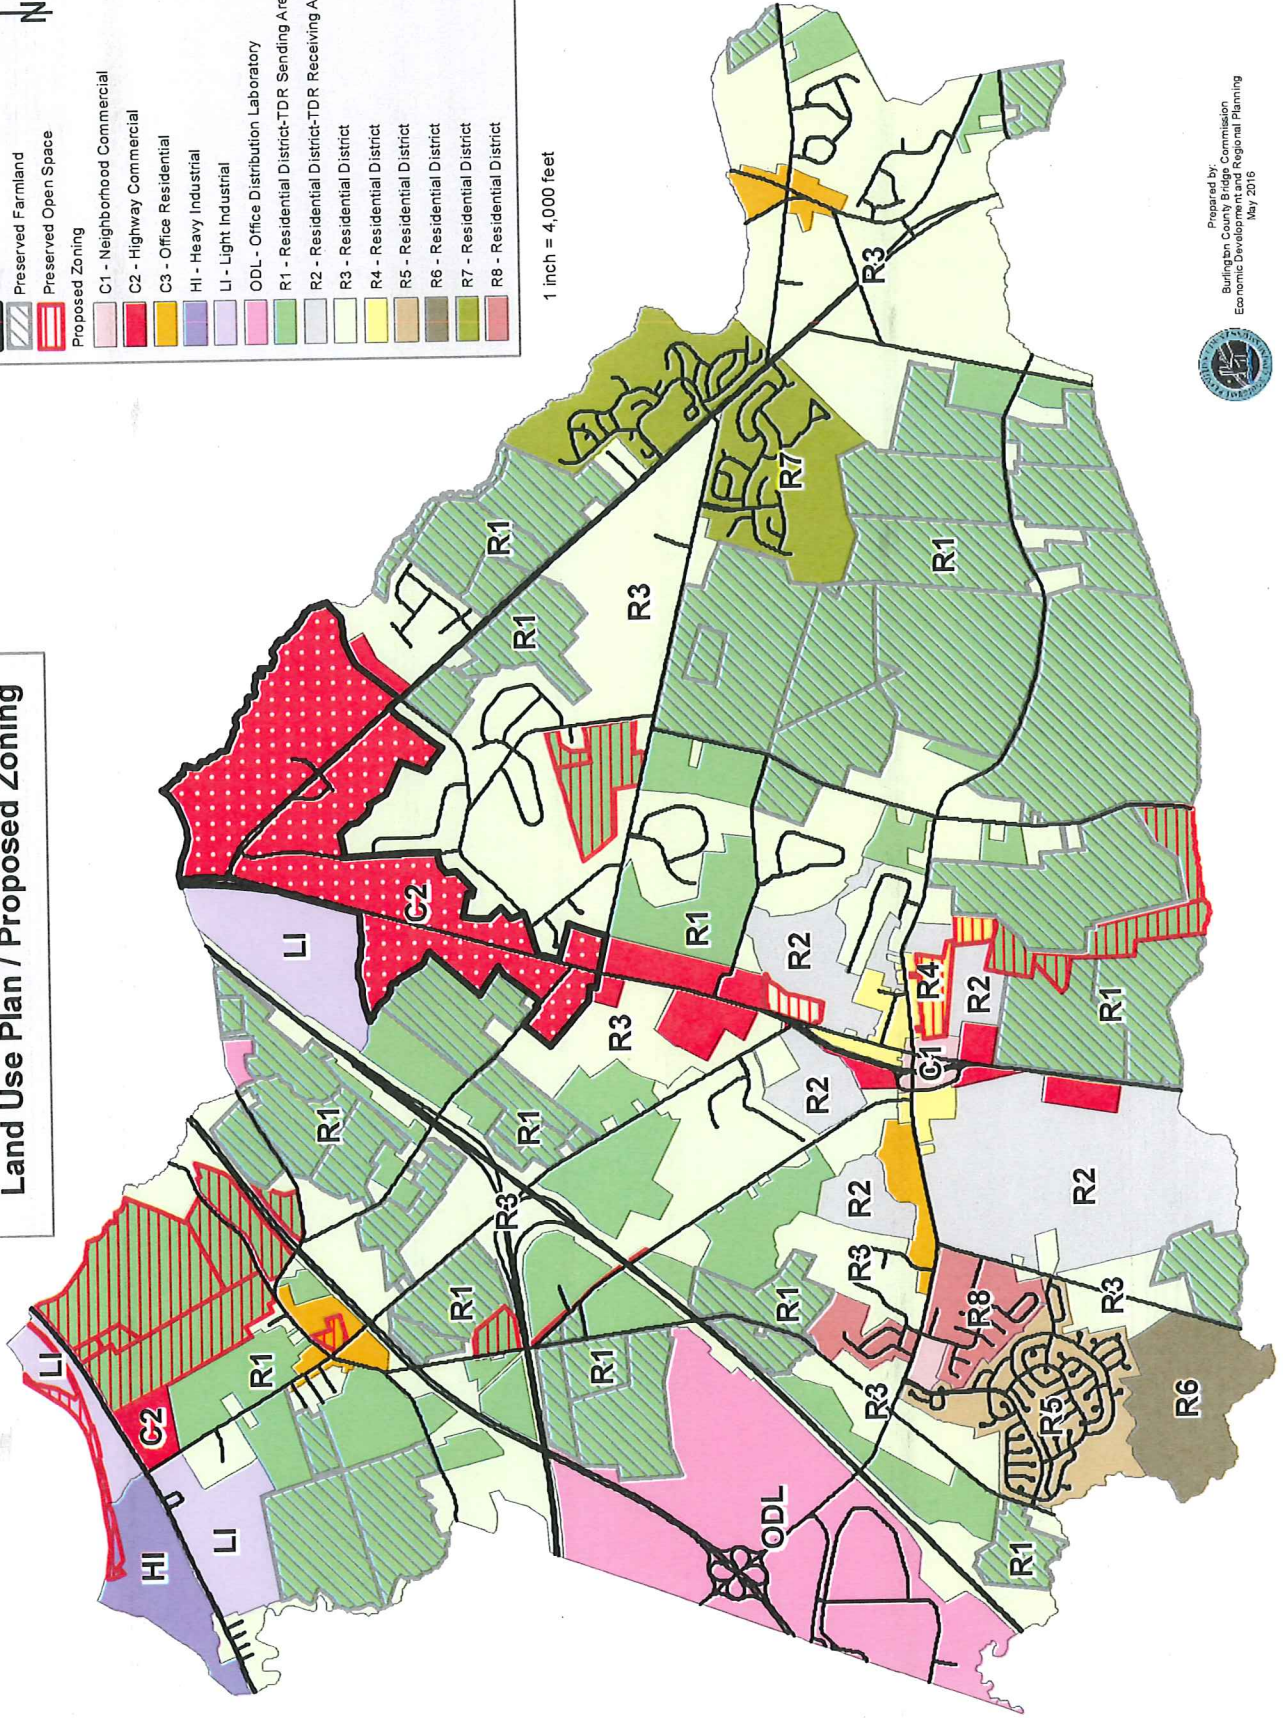 Land Use Plan / Proposed Zoning
N
Preserved Farmland
Preserved Open Space
Proposed Zoning
C1 - Neighborhood Commercial
C2 - Highway Commercial
C3 - Office Residential
HI - Heavy Industrial
LI - Light Industrial
ODL - Office Distribution Laboratory
R1 - Residential District-TDR Sending Are
R2 - Residential District-TDR Receiving A
R3 - Residential District
R4 - Residential District
R5 - Residential District
R6 - Residential District
R7 - Residential District
R8 - Residential District
1 inch = 4,000 feet
LI
C2
HI
LI
R1
LI
R1
C2
R1
R1
R3
R1
R1
R1
R3
R3
R1
R3
R7
R1
R3
R2
R2
R2
R3
R1
R3
R8
R4
R2
C1
R1
R2
R3
R5
R6
R1
ODL
Prepared by:
Burlington County Bridge Commission
Economic Development and Regional Planning
May 2016